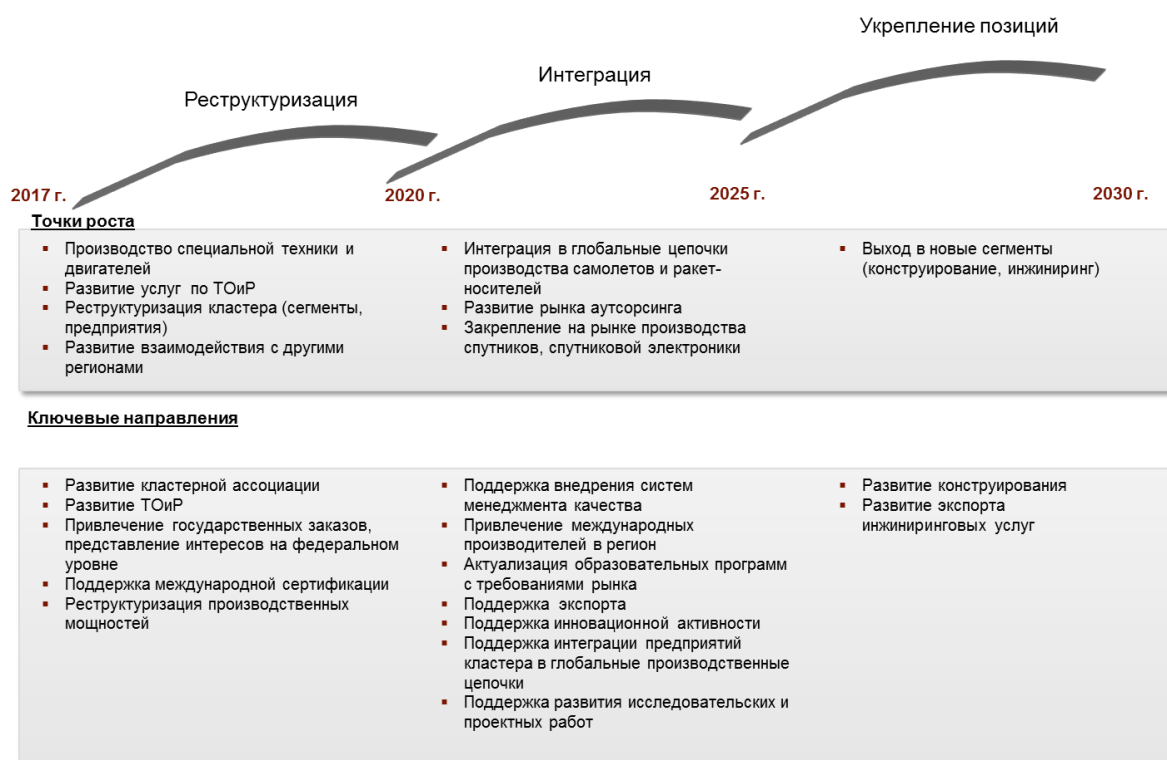 Укрепление позиций
Интеграция
Реструктуризация
2017 г.
2020 г.
2025 г.
2030 г.
Точки роста
▪ Производство специальной техники и
двигателей
▪ Развитие услуг по ТОиР
▪ Реструктуризация кластера (сегменты,
предприятия)
▪ Развитие взаимодействия с другими
регионами
▪ Интеграция в глобальные цепочки
производства самолетов и ракет-
носителей
▪ Развитие рынка аутсорсинга
▪ Закрепление на рынке производства
спутников, спутниковой электроники
▪ Выход в новые сегменты
(конструирование, инжиниринг)
Ключевые направления
▪ Развитие кластерной ассоциации
▪ Развитие ТОиР
▪ Привлечение государственных заказов,
представление интересов на федеральном
уровне
▪ Поддержка международной сертификации
▪ Реструктуризация производственных
мощностей
▪ Поддержка внедрения систем
менеджмента качества
▪ Привлечение международных
производителей в регион
▪ Актуализация образовательных программ
с требованиями рынка
▪ Поддержка экспорта
▪ Поддержка инновационной активности
▪ Поддержка интеграции предприятий
кластера в глобальные производственные
цепочки
▪ Поддержка развития исследовательских и
проектных работ
▪ Развитие конструирования
▪ Развитие экспорта
инжиниринговых услуг